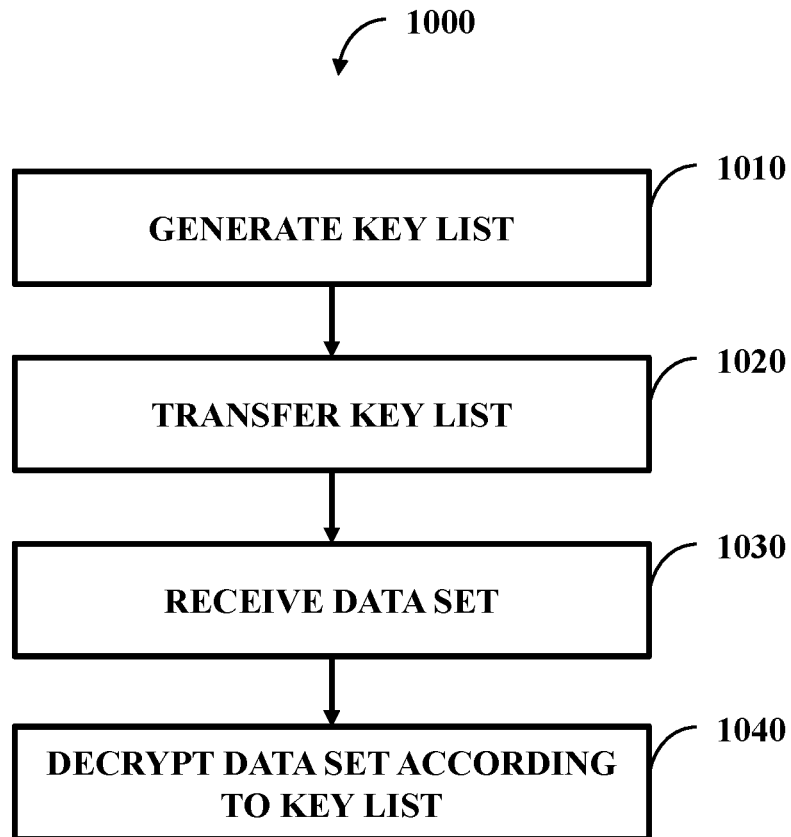 1000
1010
GENERATE KEY LIST
1020
TRANSFER KEY LIST
1030
RECEIVE DATA SET
1040
DECRYPT DATA SET ACCORDING
TO KEY LIST